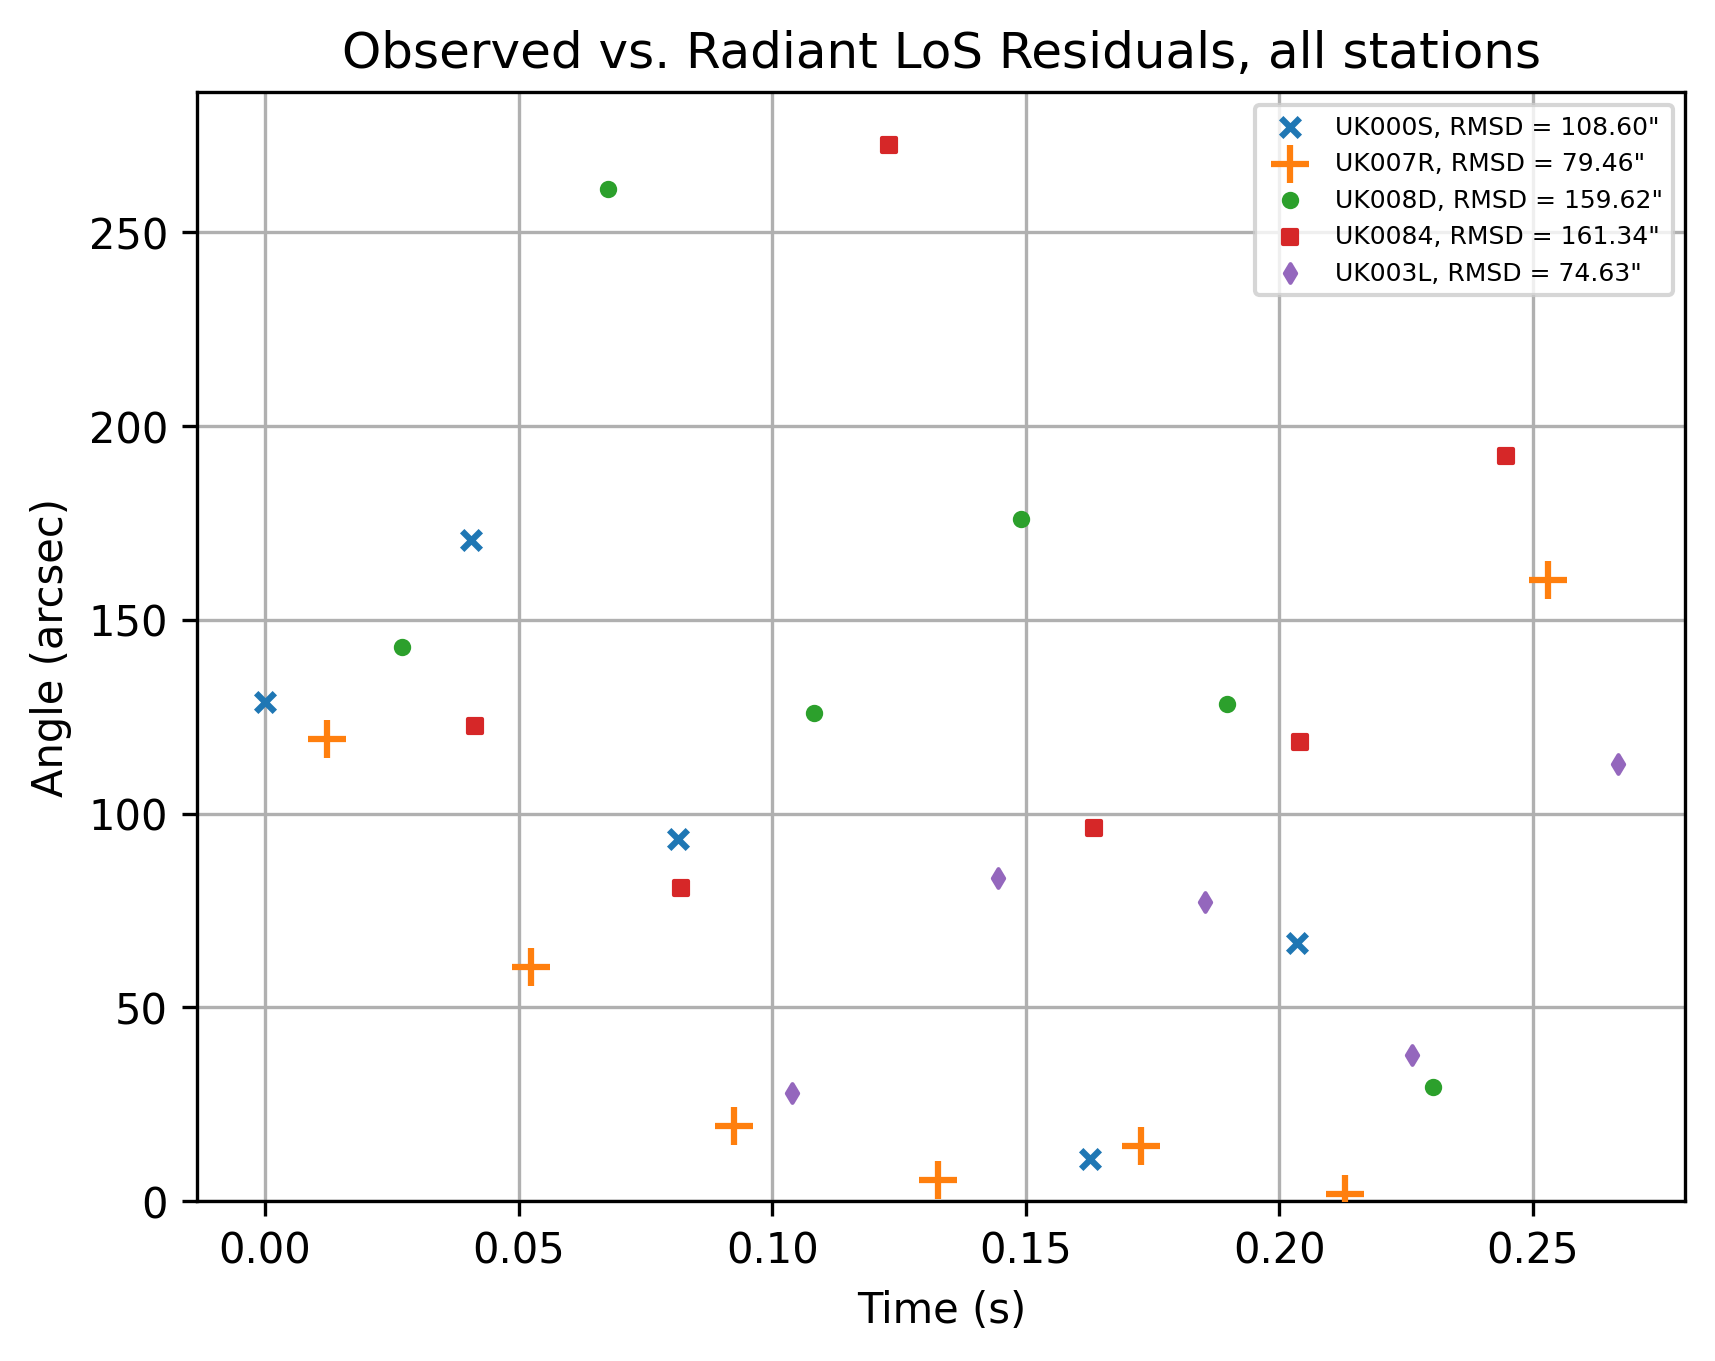 Observed vs. Radiant LoS Residuals, all stations
UK000S, RMSD = 108.60"
UK007R, RMSD = 79.46"
UK008D, RMSD = 159.62"
UK0084, RMSD = 161.34"
UK003L, RMSD = 74.63"
Angle (arcsec)
250
200
150
100
50
0
0.00 0.05 0.10 0.15 0.20 0.25
Time (s)